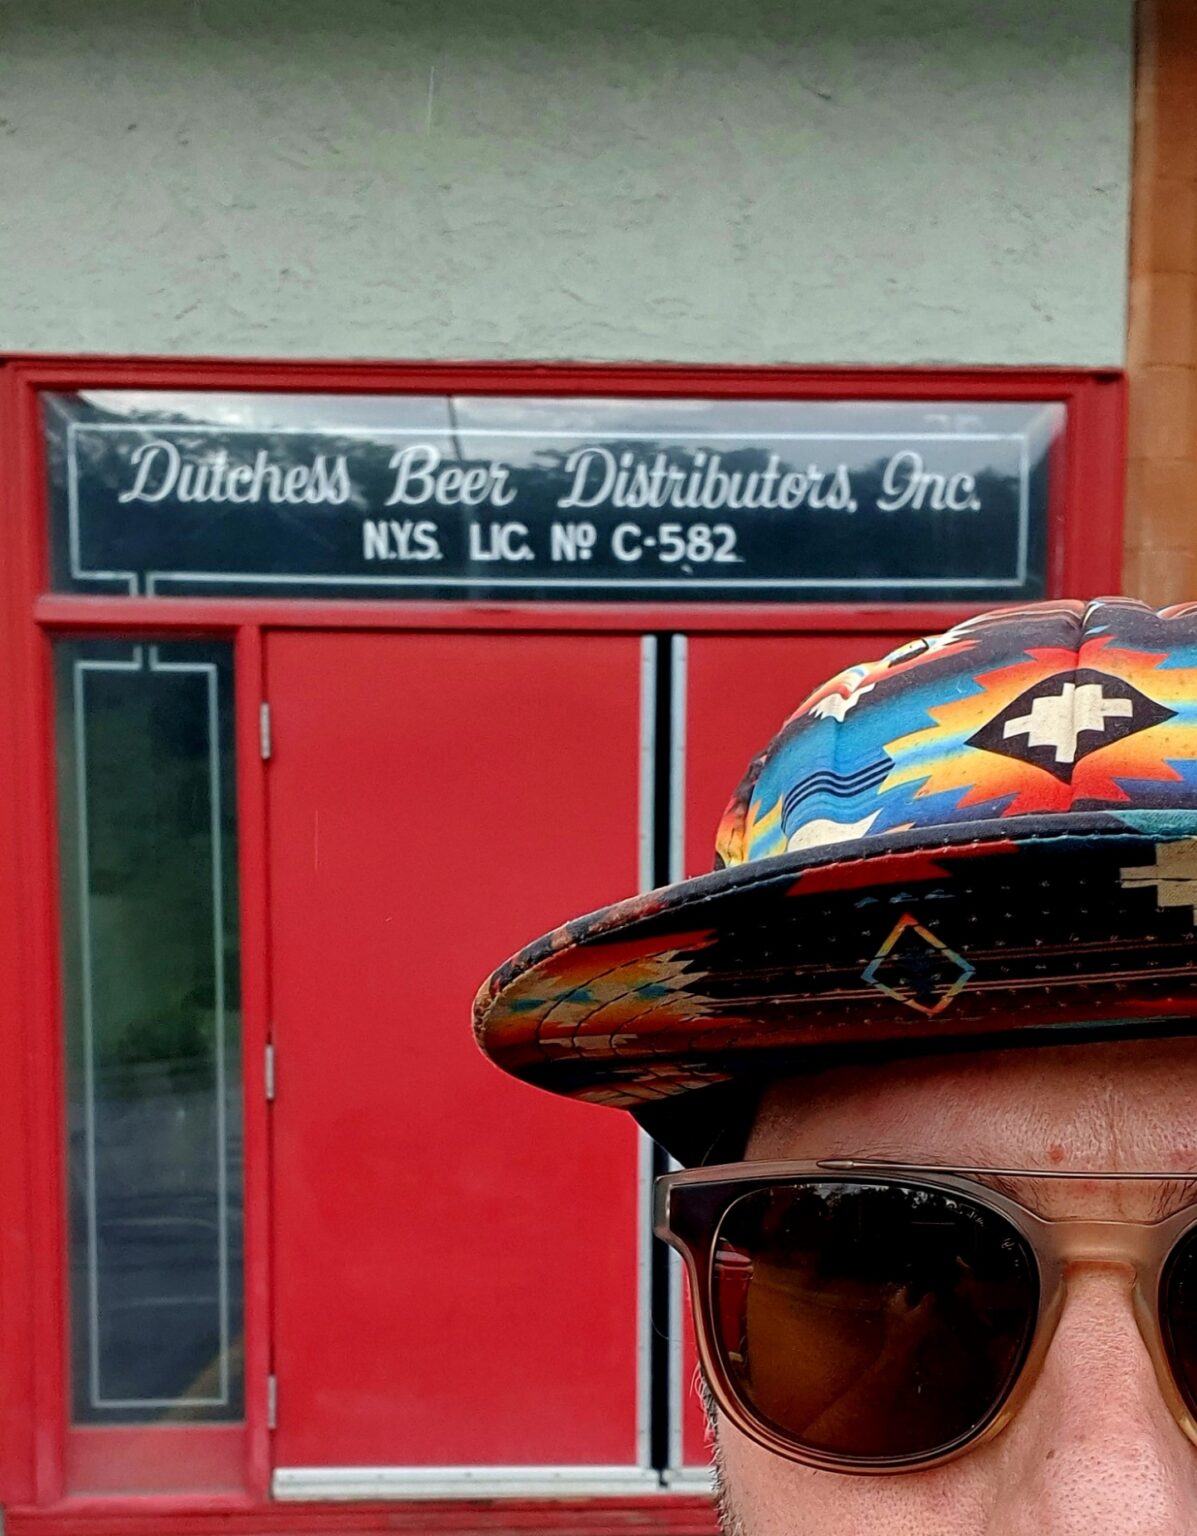 Dutchess Beer Distributors, Inc.
N.Y.S. LIC. Nº C-582